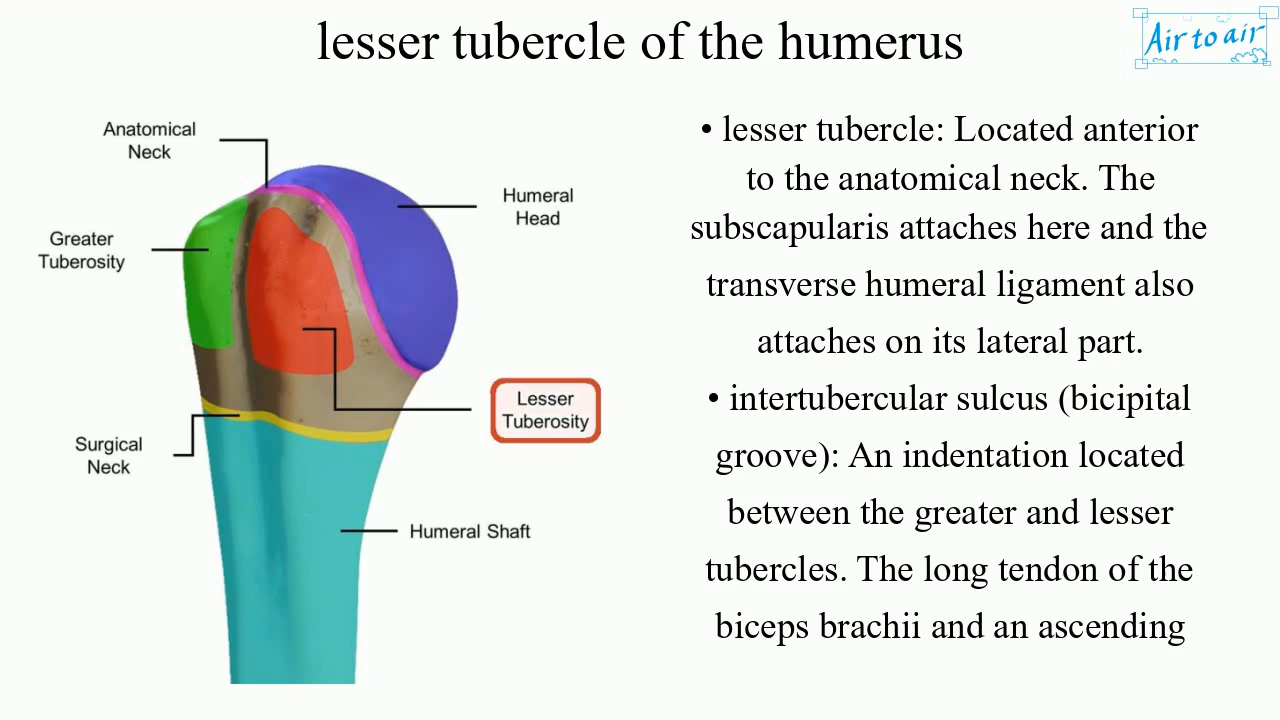 lesser tubercle of the humerus
Air to air
Anatomical
Neck
Humeral
Head
Greater
Tuberosity
Lesser
Tuberosity
Surgical
Neck
Humeral Shaft
• lesser tubercle: Located anterior
to the anatomical neck. The
subscapularis attaches here and the
transverse humeral ligament also
attaches on its lateral part.
• intertubercular sulcus (bicipital
groove): An indentation located
between the greater and lesser
tubercles. The long tendon of the
biceps brachii and an ascending